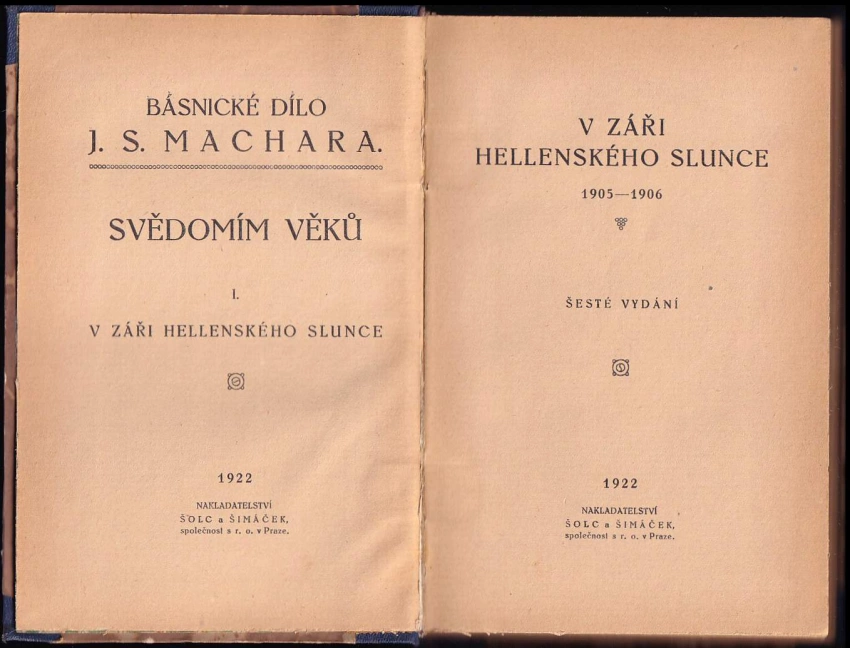 BÁSNICKÉ DÍLO
J. S. MACHARA.
SVĚDOMÍM VĚKŮ
I.
V ZÁŘI HELLENSKÉHO SLUNCE
1922
NAKLADATELSTVÍ
ŠOLC a ŠIMÁČEK,
společnost s r. o. v Praze.
V ZÁŘI
HELLENSKÉHO SLUNCE
1905—1906
ŠESTÉ VYDÁNÍ
1922
NAKLADATELSTVÍ
ŠOLC a ŠIMÁČEK,
společnost s r. o. v Praze.